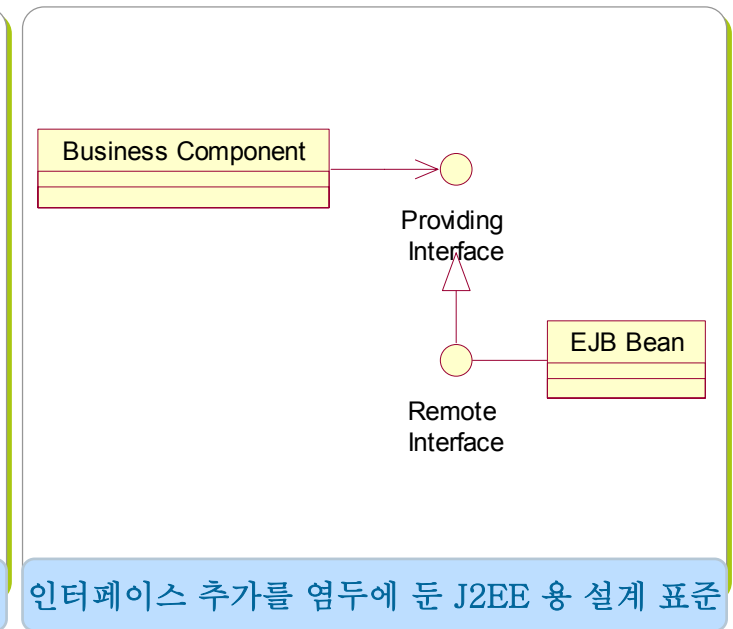 Business Component
Providing
Interface
EJB Bean
Remote
Interface
인터페이스 추가를 염두에 둔 J2EE 용 설계 표준